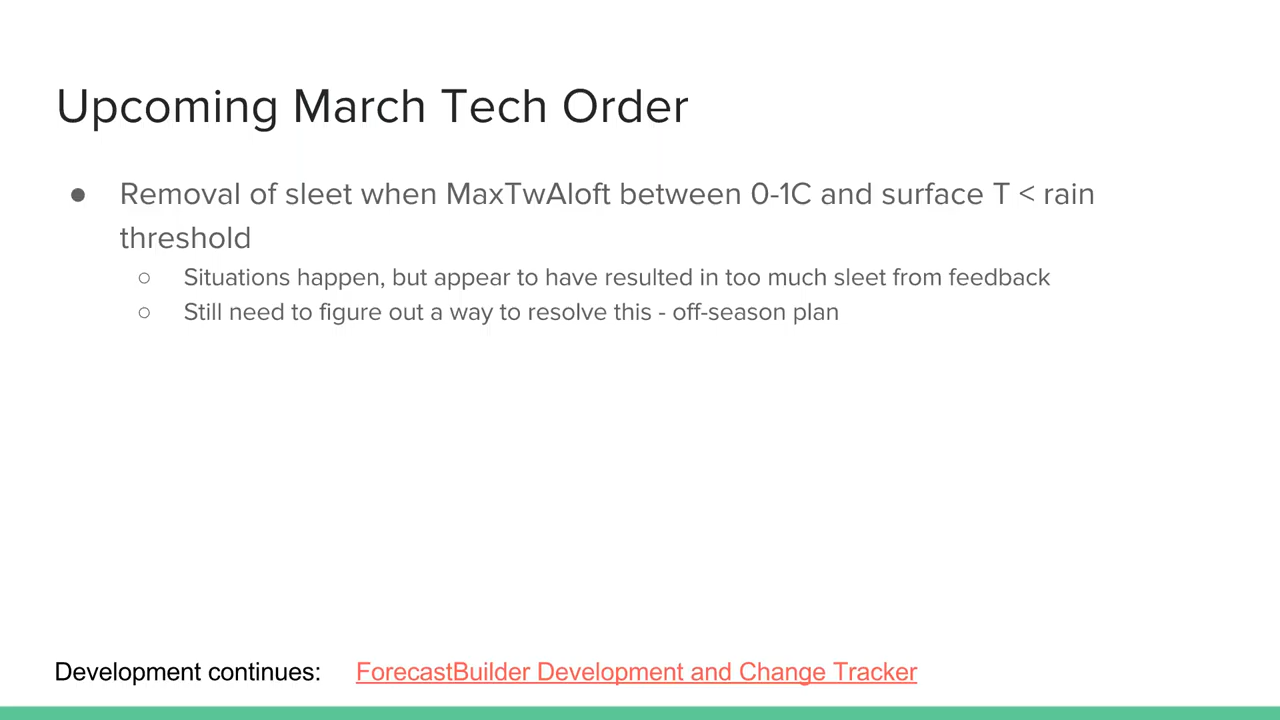 Upcoming March Tech Order
● Removal of sleet when MaxTwAloft between 0-1C and surface T < rain
threshold
○ Situations happen, but appear to have resulted in too much sleet from feedback
○ Still need to figure out a way to resolve this - off-season plan
Development continues: ForecastBuilder Development and Change Tracker